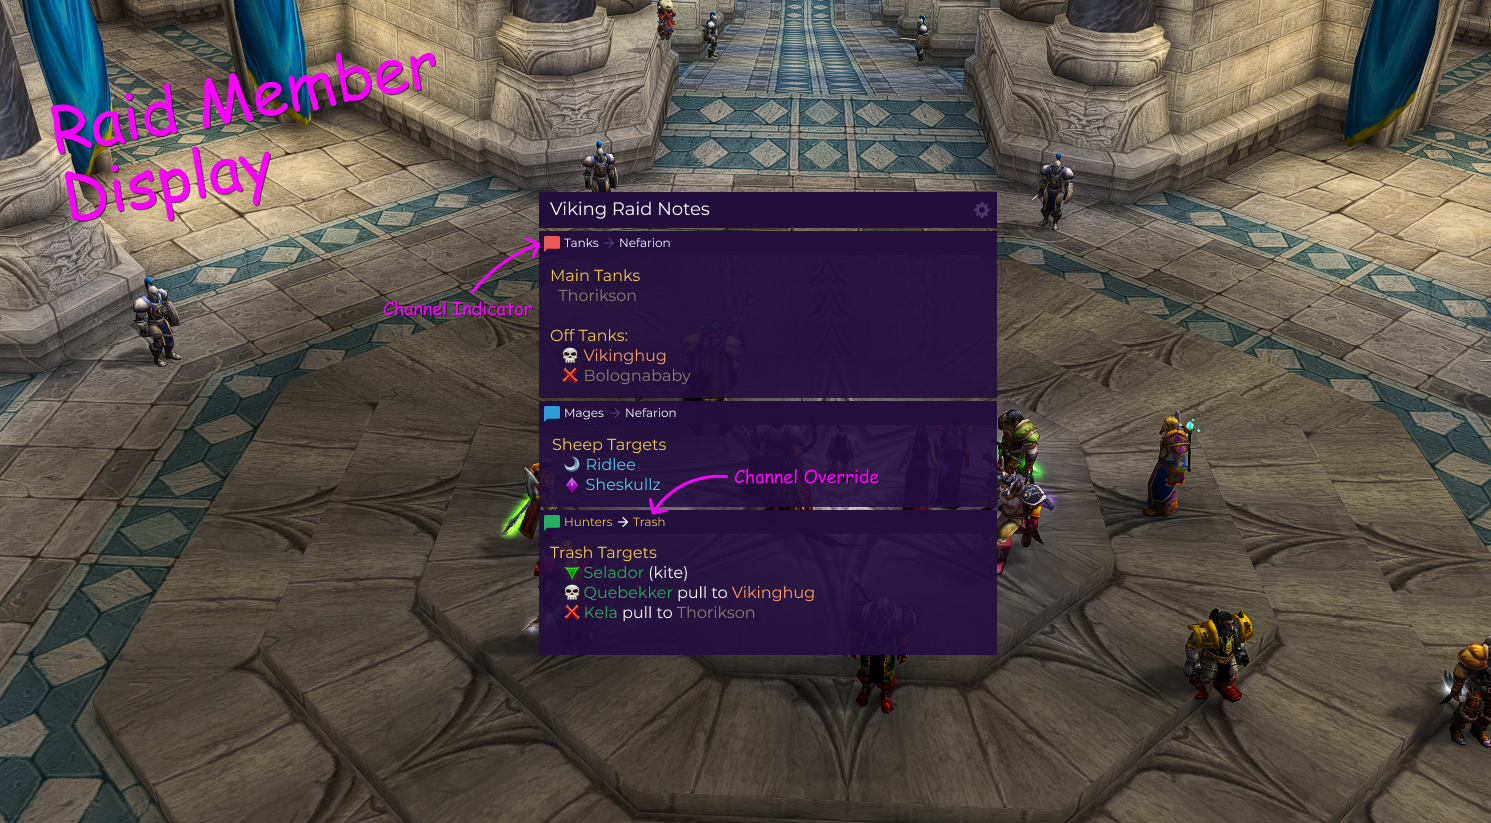 Raid Member
Display
Viking Raid Notes
Tanks → Nefarion
Channel Indicator
Main Tanks
Thorikson
Off Tanks:
Vikinghug
Bolognababy
Mages → Nefarion
Sheep Targets
Ridlee
Sheskullz
Channel Override
Hunters → Trash
Trash Targets
Selador (kite)
Quebekker pull to Vikinghug
Kela pull to Thorikson